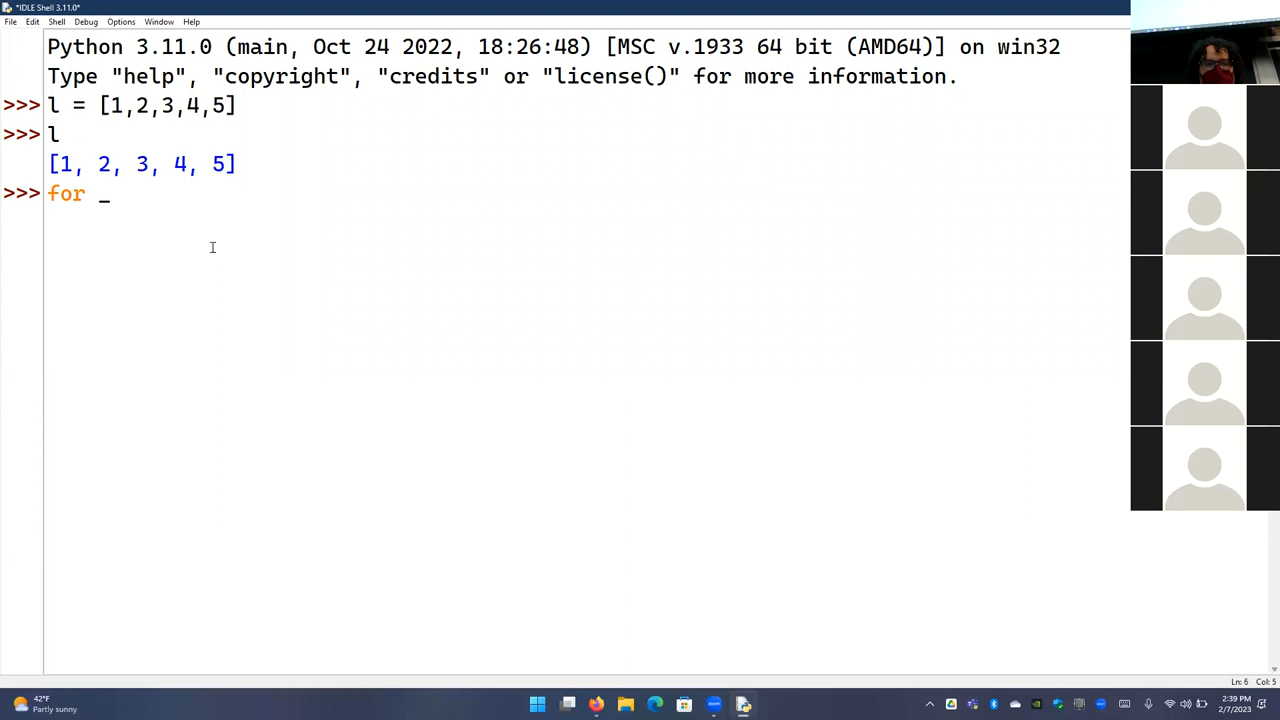 *IDLE Shell 3.11.0*
File Edit Shell Debug Options Window Help
Python 3.11.0 (main, Oct 24 2022, 18:26:48) [MSC v.1933 64 bit (AMD64)] on win32
Type "help", "copyright", "credits" or "license()" for more information.
>>> l = [1,2,3,4,5]
>>> l
[1, 2, 3, 4, 5]
>>> for _
Ln: 6 Col: 5
42°F
Partly sunny
2:39 PM
2/7/2023